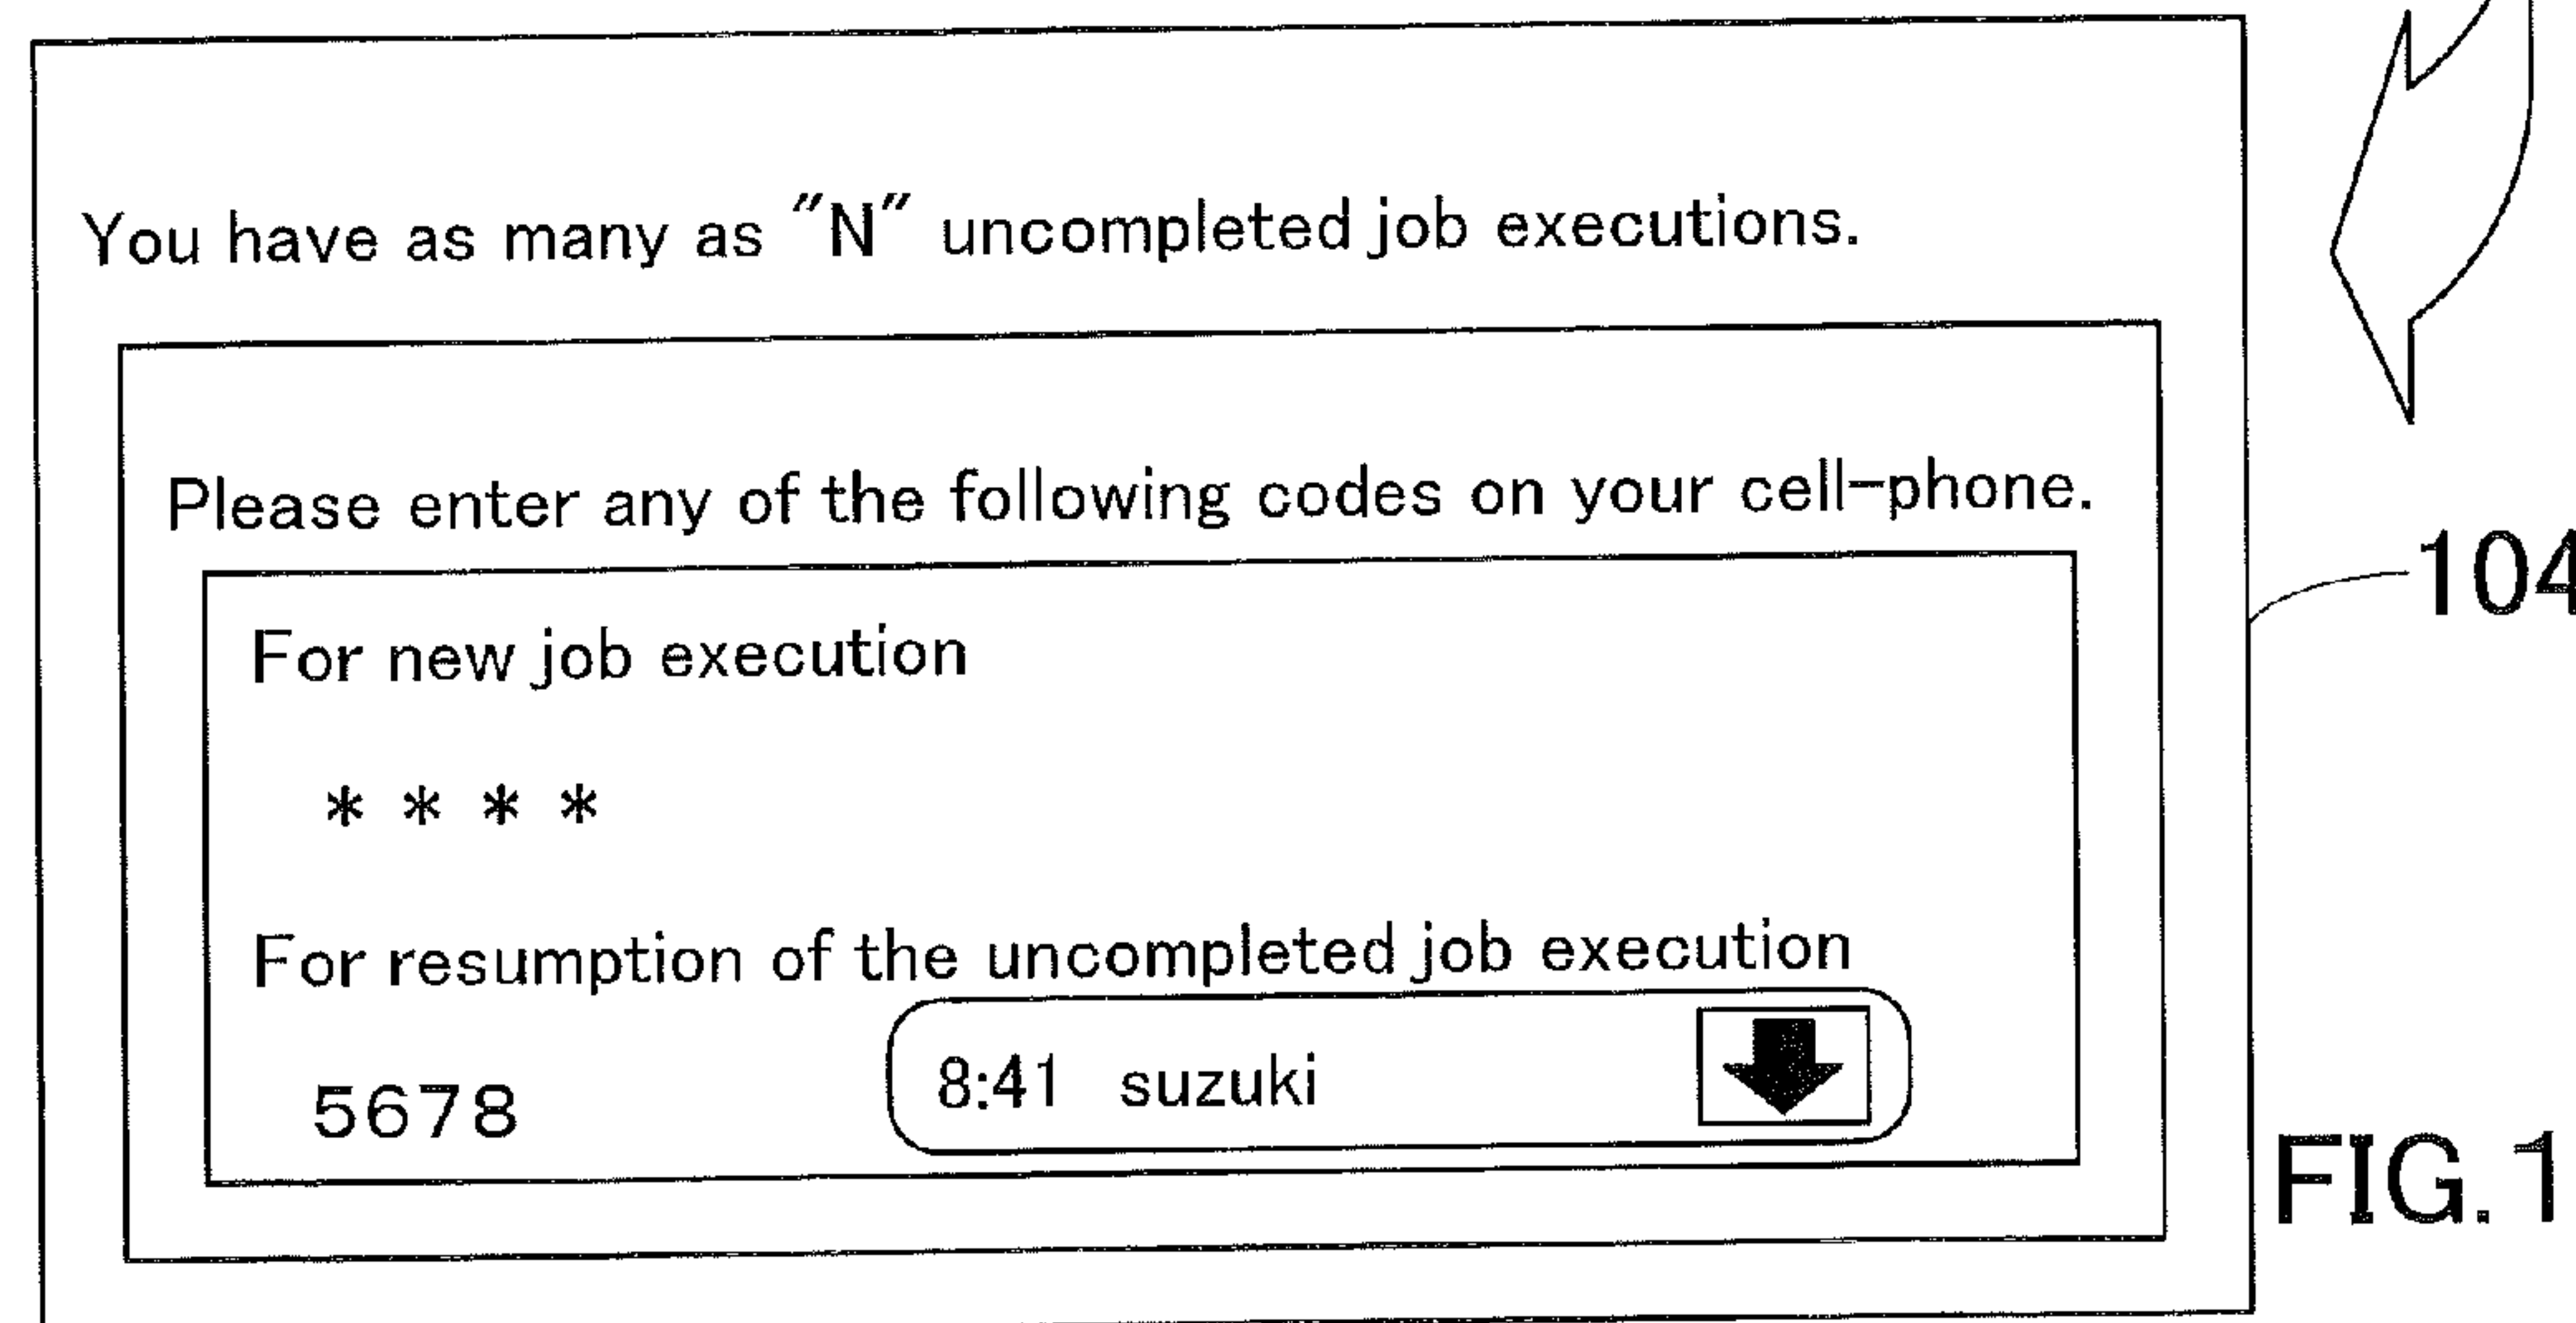 You have as many as "N" uncompleted job executions.
Please enter any of the following codes on your cell-phone.
104
For new job execution
* * * *
For resumption of the uncompleted job execution
5678 8:41 suzuki
FIG. 1